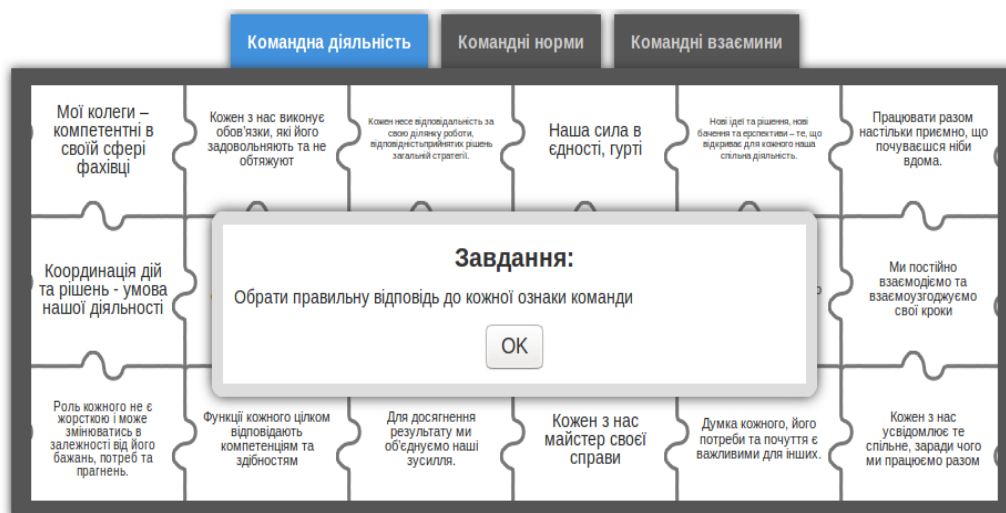 Командна діяльність
Командні норми
Командні взаємини
Мої колеги –
компетентні в
своїй сфері
фахівці
Кожен з нас виконує
обов'язки, які його
задовольняють та не
обтяжуют
Кожен несе відповідальність за
свою ділянку роботи,
відповідністьприйнятих рішень
загальній стратегії.
Наша сила в
єдності, гурті
Нові ідеї та рішення, нові
бачення та ерспективи – те, що
відкриває для кожного наша
спільна діяльність.
Працювати разом
настільки приємно, що
почуваєшся ніби
вдома.
Координація дій
та рішень - умова
нашої діяльності
Завдання:
Обрати правильну відповідь до кожної ознаки команди
OK
Ми постійно
взаємодіємо та
взаємоузгоджуємо
свої кроки
Роль кожного не є
жорсткою і може
змінюватись в
залежності від його
бажань, потреб та
прагнень.
Функції кожного цілком
відповідають
компетенціям та
здібностям
Для досягнення
результату ми
об'єднуємо наші
зусилля.
Кожен з нас
майстер своєї
справи
Думка кожного, його
потреби та почуття є
важливими для інших.
Кожен з нас
усвідомлює те
спільне, заради чого
ми працюємо разом